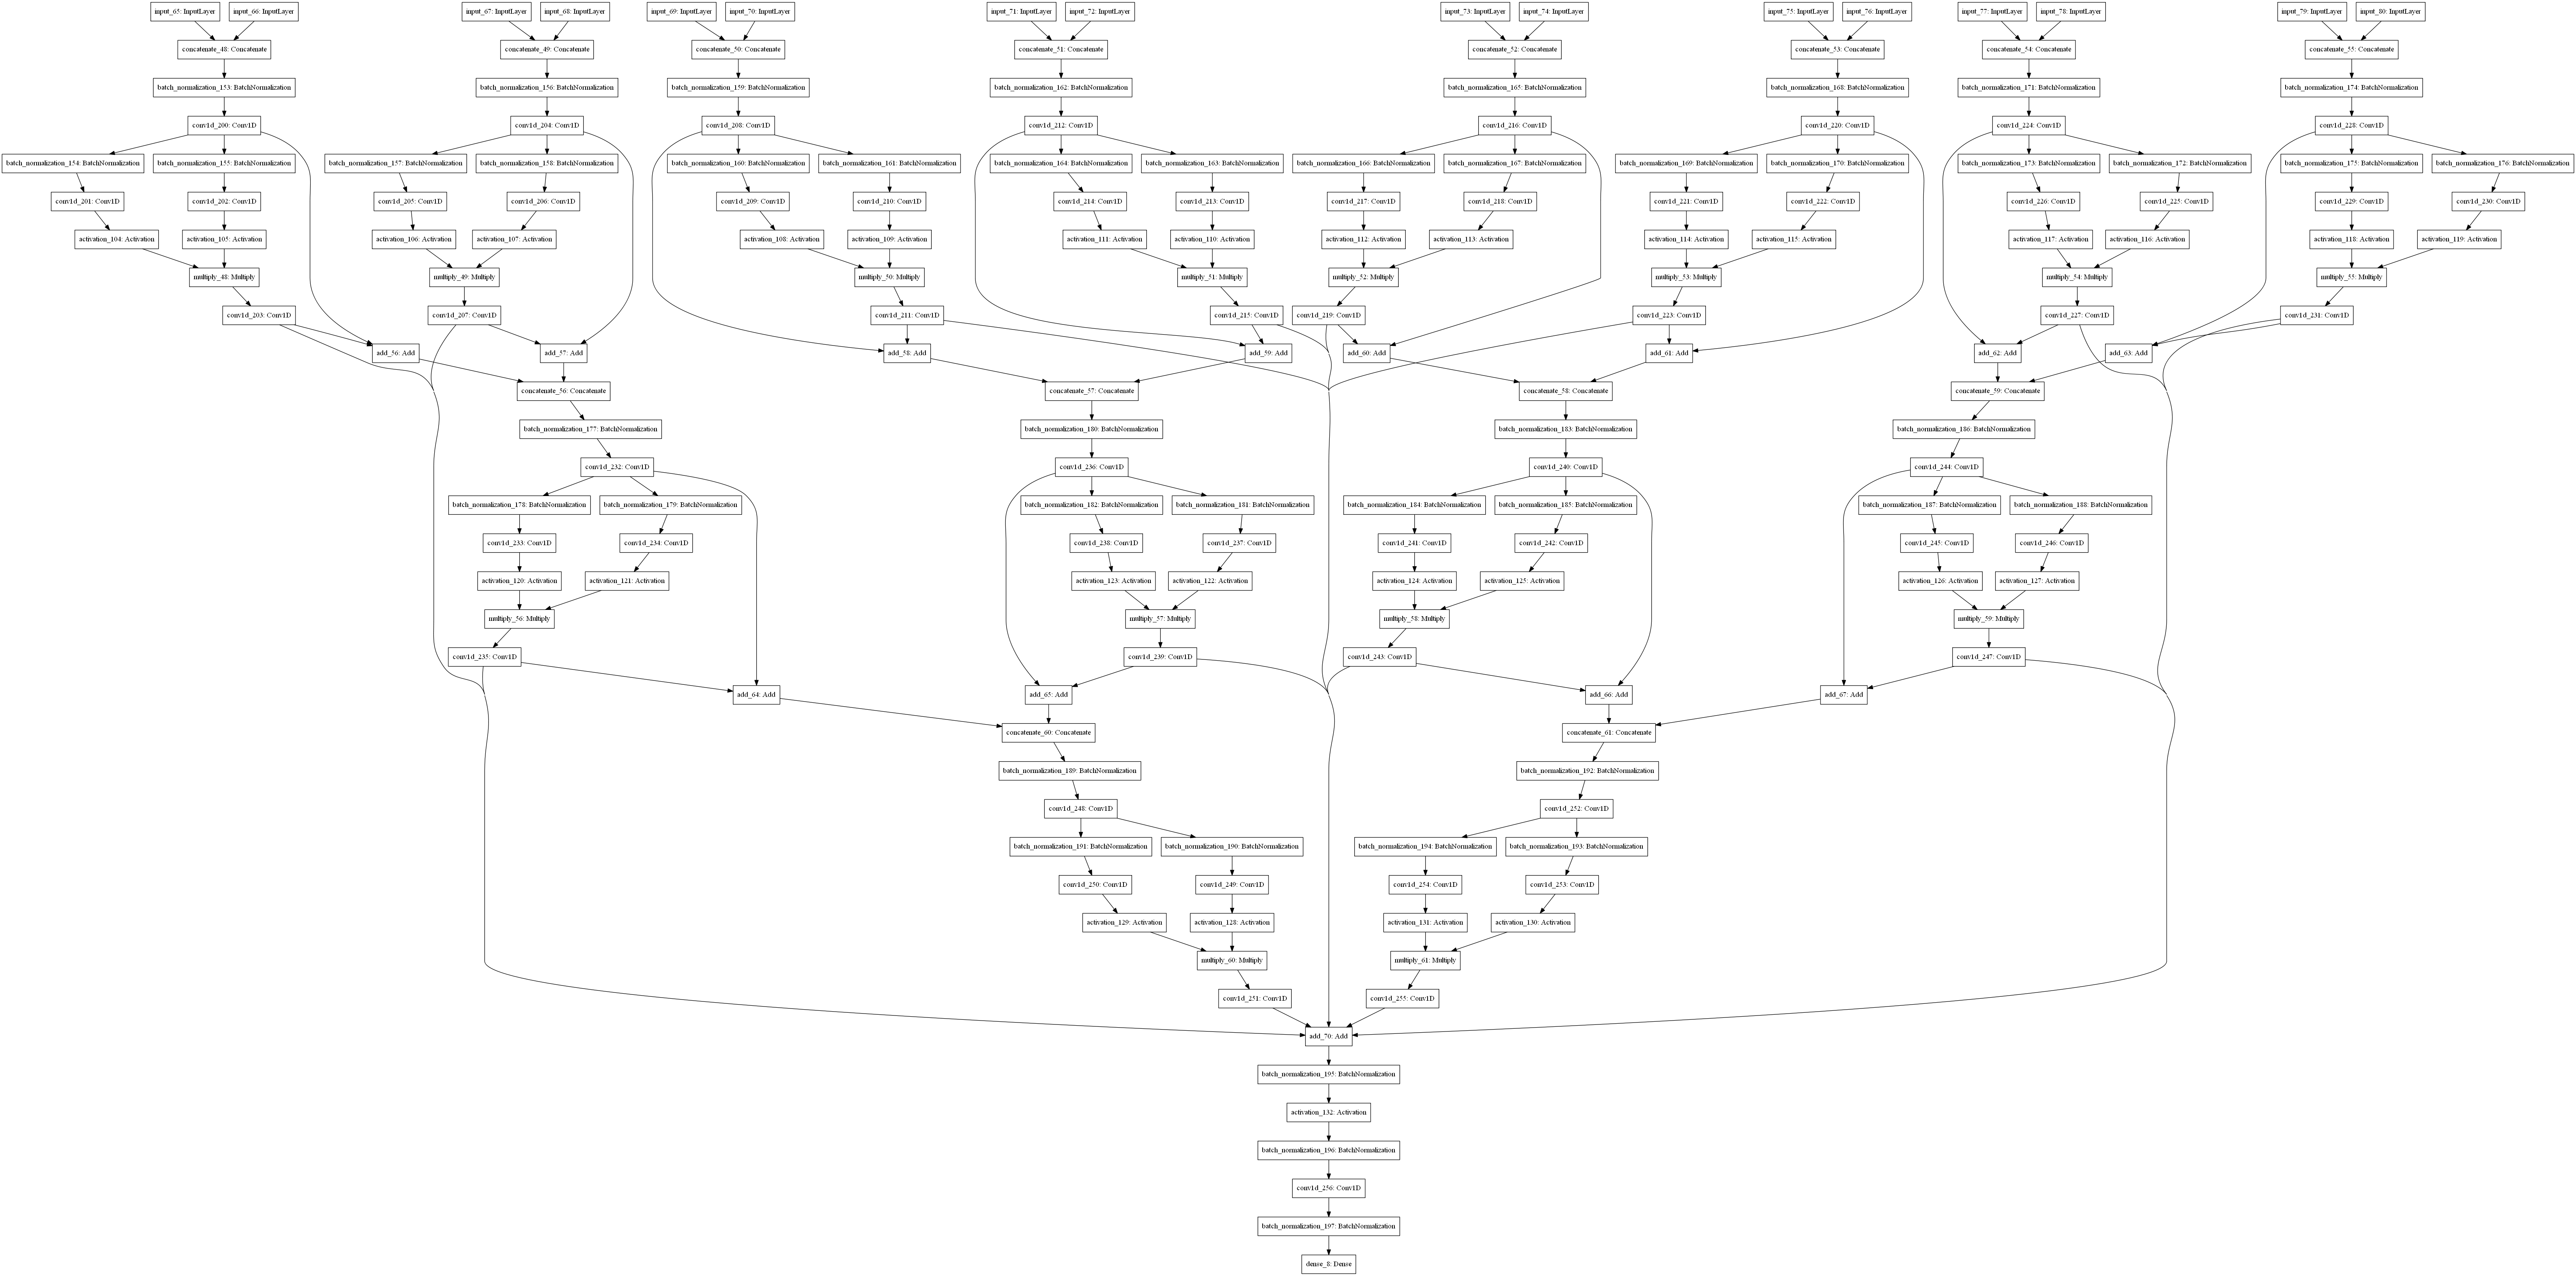 input_65: InputLayer
input_66: InputLayer
input_67: InputLayer
input_68: InputLayer
input_69: InputLayer
input_70: InputLayer
input_71: InputLayer
input_72: InputLayer
input_73: InputLayer
input_74: InputLayer
input_75: InputLayer
input_76: InputLayer
input_77: InputLayer
input_78: InputLayer
input_79: InputLayer
input_80: InputLayer
concatenate_48: Concatenate
concatenate_49: Concatenate
concatenate_50: Concatenate
concatenate_51: Concatenate
concatenate_52: Concatenate
concatenate_53: Concatenate
concatenate_54: Concatenate
concatenate_55: Concatenate
batch_normalization_153: BatchNormalization
batch_normalization_156: BatchNormalization
batch_normalization_159: BatchNormalization
batch_normalization_162: BatchNormalization
batch_normalization_165: BatchNormalization
batch_normalization_168: BatchNormalization
batch_normalization_171: BatchNormalization
batch_normalization_174: BatchNormalization
conv1d_200: Conv1D
conv1d_204: Conv1D
conv1d_208: Conv1D
conv1d_212: Conv1D
conv1d_216: Conv1D
conv1d_220: Conv1D
conv1d_224: Conv1D
conv1d_228: Conv1D
batch_normalization_154: BatchNormalization
batch_normalization_155: BatchNormalization
batch_normalization_157: BatchNormalization
batch_normalization_158: BatchNormalization
batch_normalization_160: BatchNormalization
batch_normalization_161: BatchNormalization
batch_normalization_164: BatchNormalization
batch_normalization_163: BatchNormalization
batch_normalization_166: BatchNormalization
batch_normalization_167: BatchNormalization
batch_normalization_169: BatchNormalization
batch_normalization_170: BatchNormalization
batch_normalization_173: BatchNormalization
batch_normalization_172: BatchNormalization
batch_normalization_175: BatchNormalization
batch_normalization_176: BatchNormalization
conv1d_201: Conv1D
conv1d_202: Conv1D
conv1d_205: Conv1D
conv1d_206: Conv1D
conv1d_209: Conv1D
conv1d_210: Conv1D
conv1d_214: Conv1D
conv1d_213: Conv1D
conv1d_217: Conv1D
conv1d_218: Conv1D
conv1d_221: Conv1D
conv1d_222: Conv1D
conv1d_226: Conv1D
conv1d_225: Conv1D
conv1d_229: Conv1D
conv1d_230: Conv1D
activation_104: Activation
activation_105: Activation
activation_106: Activation
activation_107: Activation
activation_108: Activation
activation_109: Activation
activation_111: Activation
activation_110: Activation
activation_112: Activation
activation_113: Activation
activation_114: Activation
activation_115: Activation
activation_117: Activation
activation_116: Activation
activation_118: Activation
activation_119: Activation
multiply_48: Multiply
multiply_49: Multiply
multiply_50: Multiply
multiply_51: Multiply
multiply_52: Multiply
multiply_53: Multiply
multiply_54: Multiply
multiply_55: Multiply
conv1d_203: Conv1D
conv1d_207: Conv1D
conv1d_211: Conv1D
conv1d_215: Conv1D
conv1d_219: Conv1D
conv1d_223: Conv1D
conv1d_227: Conv1D
conv1d_231: Conv1D
add_56: Add
add_57: Add
add_58: Add
add_59: Add
add_60: Add
add_61: Add
add_62: Add
add_63: Add
concatenate_56: Concatenate
concatenate_57: Concatenate
concatenate_58: Concatenate
concatenate_59: Concatenate
batch_normalization_177: BatchNormalization
batch_normalization_180: BatchNormalization
batch_normalization_183: BatchNormalization
batch_normalization_186: BatchNormalization
conv1d_232: Conv1D
conv1d_236: Conv1D
conv1d_240: Conv1D
conv1d_244: Conv1D
batch_normalization_178: BatchNormalization
batch_normalization_179: BatchNormalization
batch_normalization_182: BatchNormalization
batch_normalization_181: BatchNormalization
batch_normalization_184: BatchNormalization
batch_normalization_185: BatchNormalization
batch_normalization_187: BatchNormalization
batch_normalization_188: BatchNormalization
conv1d_233: Conv1D
conv1d_234: Conv1D
conv1d_238: Conv1D
conv1d_237: Conv1D
conv1d_241: Conv1D
conv1d_242: Conv1D
conv1d_245: Conv1D
conv1d_246: Conv1D
activation_120: Activation
activation_121: Activation
activation_123: Activation
activation_122: Activation
activation_124: Activation
activation_125: Activation
activation_126: Activation
activation_127: Activation
multiply_56: Multiply
multiply_57: Multiply
multiply_58: Multiply
multiply_59: Multiply
conv1d_235: Conv1D
conv1d_239: Conv1D
conv1d_243: Conv1D
conv1d_247: Conv1D
add_64: Add
add_65: Add
add_66: Add
add_67: Add
concatenate_60: Concatenate
concatenate_61: Concatenate
batch_normalization_189: BatchNormalization
batch_normalization_192: BatchNormalization
conv1d_248: Conv1D
conv1d_252: Conv1D
batch_normalization_191: BatchNormalization
batch_normalization_190: BatchNormalization
batch_normalization_194: BatchNormalization
batch_normalization_193: BatchNormalization
conv1d_250: Conv1D
conv1d_249: Conv1D
conv1d_254: Conv1D
conv1d_253: Conv1D
activation_129: Activation
activation_128: Activation
activation_131: Activation
activation_130: Activation
multiply_60: Multiply
multiply_61: Multiply
conv1d_251: Conv1D
conv1d_255: Conv1D
add_70: Add
batch_normalization_195: BatchNormalization
activation_132: Activation
batch_normalization_196: BatchNormalization
conv1d_256: Conv1D
batch_normalization_197: BatchNormalization
dense_8: Dense